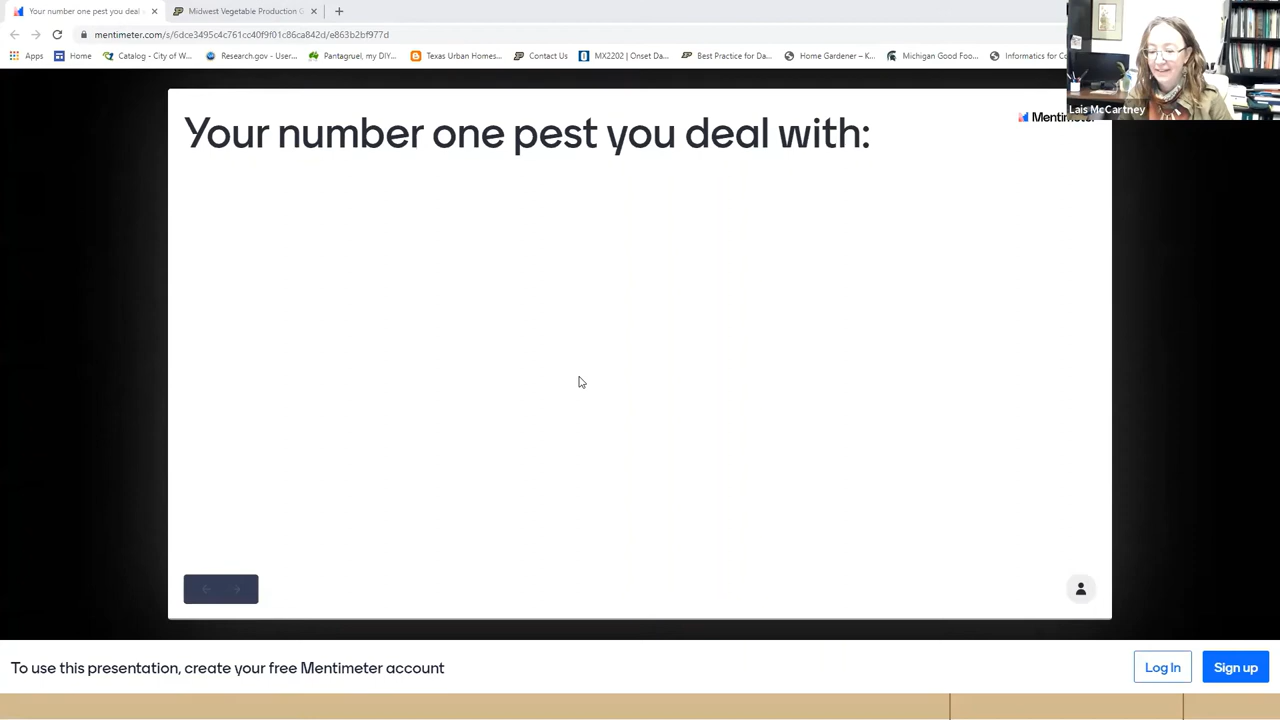 Your number one pest you deal w
Midwest Vegetable Production G
mentimeter.com/s/6dce3495c4c761cc40f9f01c86ca842d/e863b2bf977d
Apps Home Catalog - City of W... Research.gov - User... Pantagruel, my DIY... Texas Urban Homes... Contact Us MX2202 | Onset Da... Best Practice for Da... Home Gardener – K... Michigan Good Foo... Informatics for Co
Lais McCartney
Mentimeter
Your number one pest you deal with:
To use this presentation, create your free Mentimeter account
Log In
Sign up